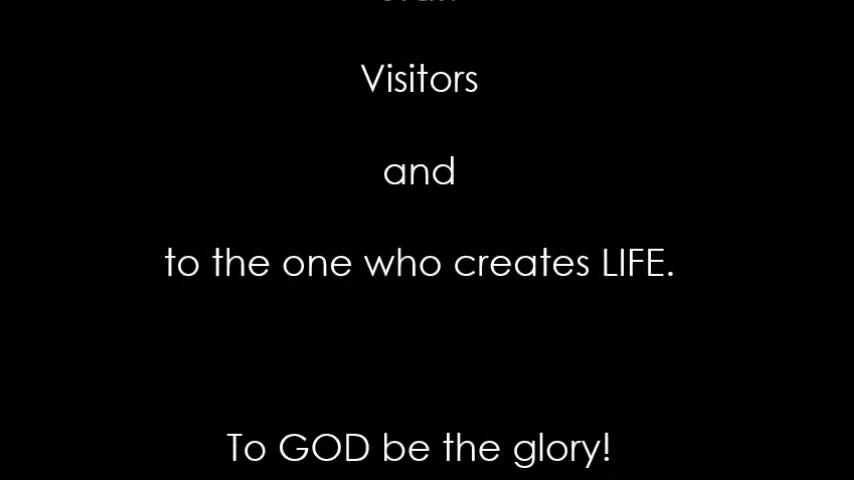 Visitors
and
to the one who creates LIFE.
To GOD be the glory!